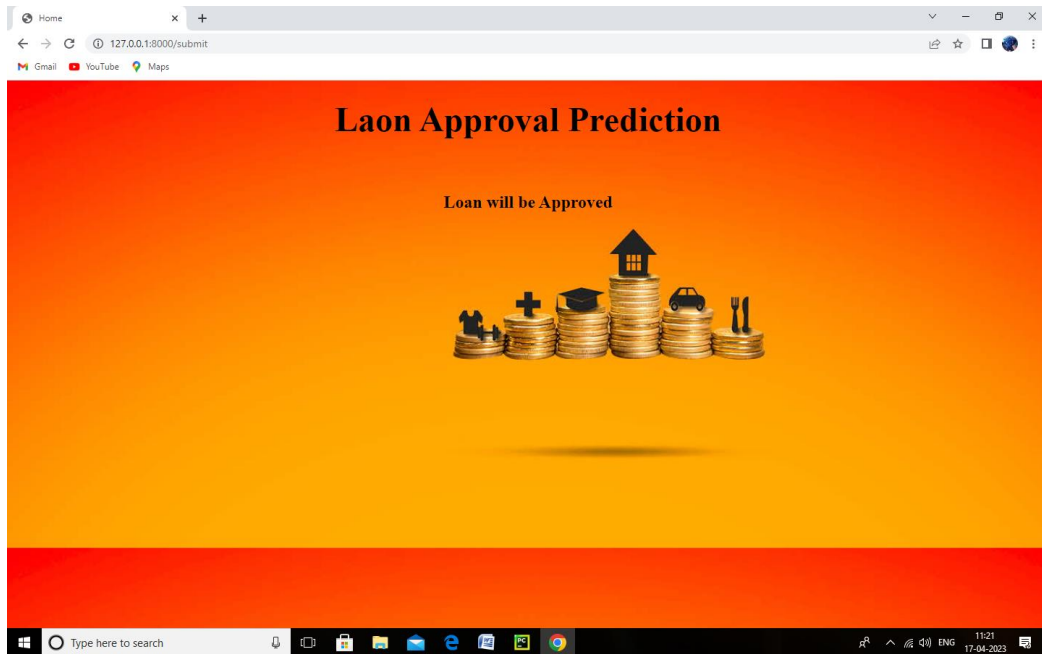 Home
127.0.0.1:8000/submit
Gmail YouTube Maps
Laon Approval Prediction
Loan will be Approved
Type here to search
PC
ENG
11:21
17-04-2023